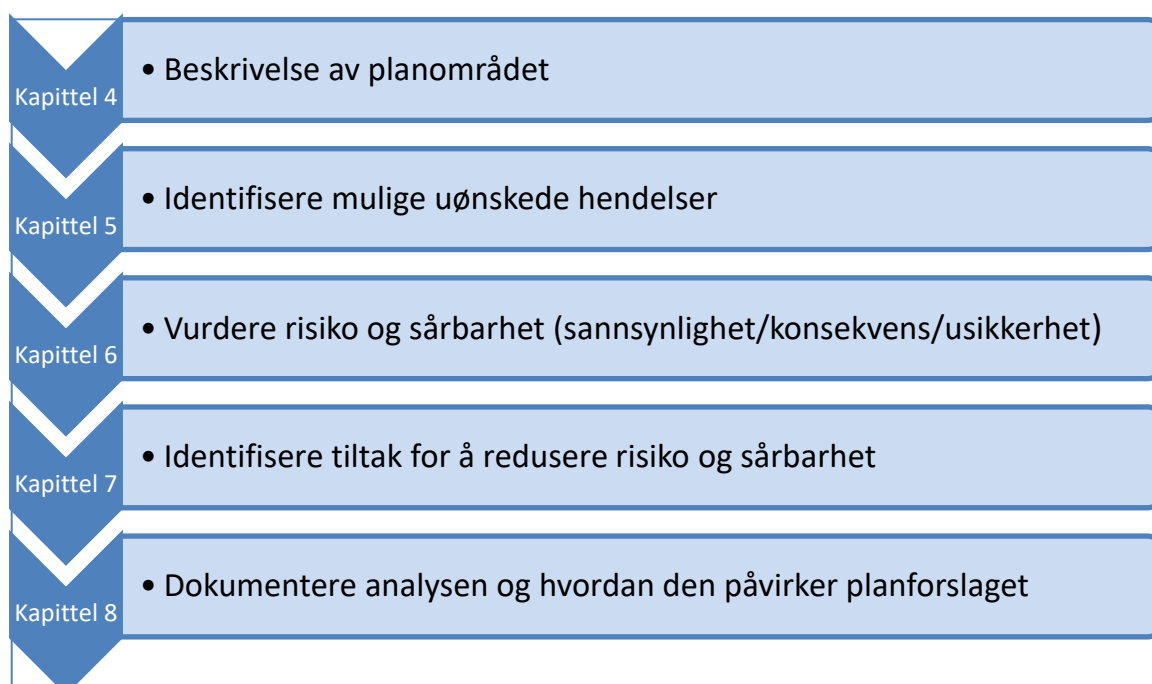 Kapittel 4
• Beskrivelse av planområdet
Kapittel 5
• Identifisere mulige uønskede hendelser
Kapittel 6
• Vurdere risiko og sårbarhet (sannsynlighet/konsekvens/usikkerhet)
Kapittel 7
• Identifisere tiltak for å redusere risiko og sårbarhet
Kapittel 8
• Dokumentere analysen og hvordan den påvirker planforslaget